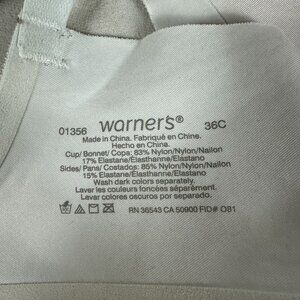 01356 warners® 36C
Made in China. Fabriqué en Chine.
Hecho en China.
Cup/ Bonnet/ Copa: 83% Nylon/Nylon/Nailon
17% Elastane/Elasthanne/Elastano
Sides/ Pans/ Costados: 85% Nylon/Nylon/Nailon
15% Elastane/Elasthanne/Elastano
Wash dark colors separately.
Laver les couleurs foncées séparément.
Lavar colores oscuros por separado.
RN 36543 CA 50900 FID# OB1